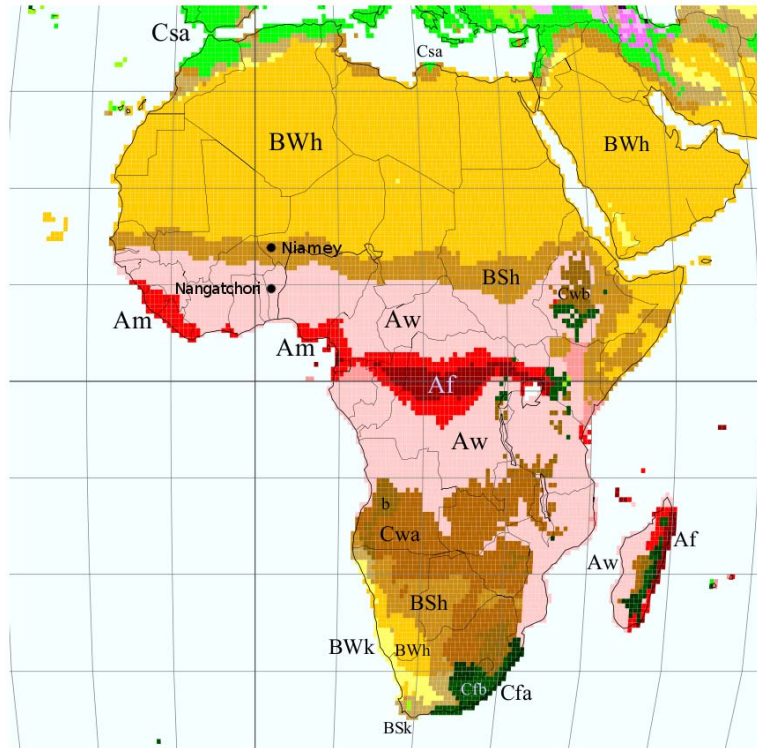 Csa
Csa
BWh
BWh
Niamey
BSh
Nangatchori
Cwb
Am
Aw
Am
Af
Aw
b
Cwa
Aw
Af
BSh
BWk
BWh
Cfb
Cfa
BSk